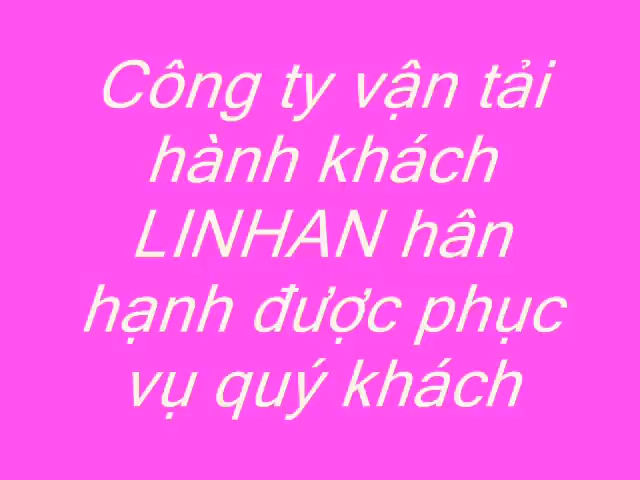 Công ty vận tải
hành khách
LINHAN hân
hạnh được phục
vụ quý khách